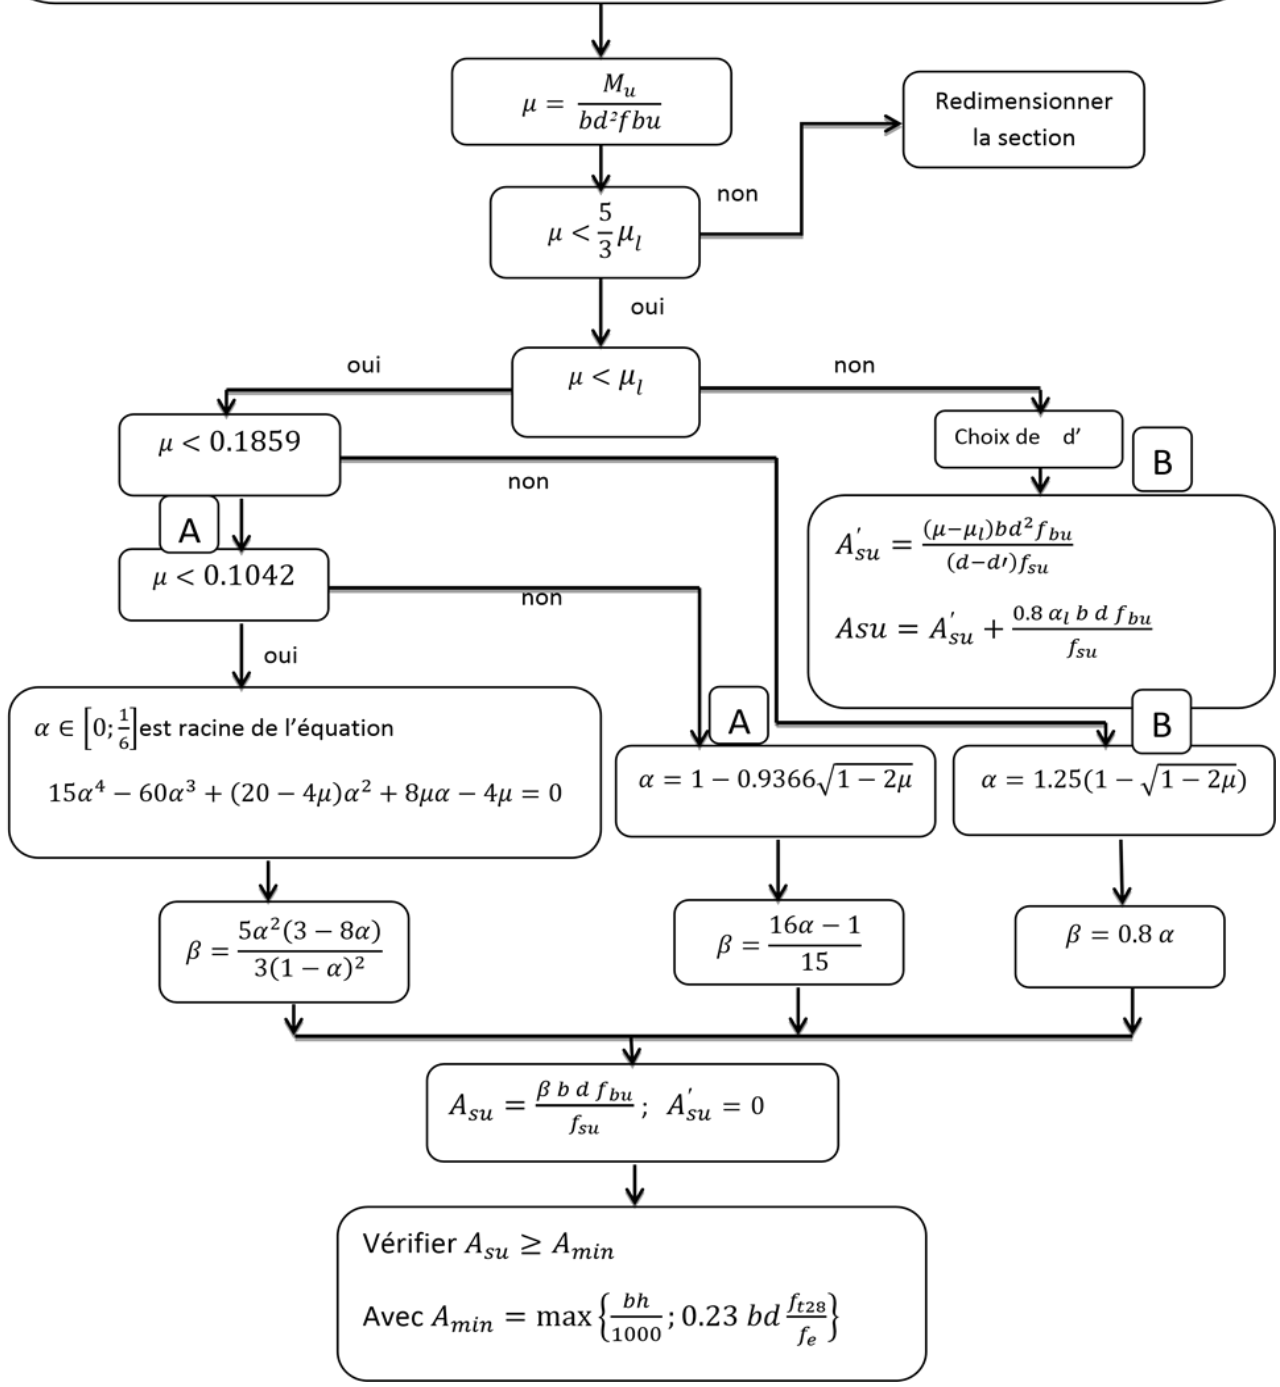 μ = M_u / bd²fbu
Redimensionner
la section
μ < 5/3 μ_l
non
oui
μ < μ_l
oui
non
μ < 0.1859
Choix de d’
B
non
A
A'_su = (μ−μ_l)bd²f_bu / (d−d′)f_su
μ < 0.1042
non
Asu = A'_su + 0.8 α_l b d f_bu / f_su
oui
α ∈ [0; 1/6] est racine de l’équation
15α⁴ − 60α³ + (20 − 4μ)α² + 8μα − 4μ = 0
A
B
α = 1 − 0.9366√(1 − 2μ)
α = 1.25(1 − √(1 − 2μ))
β = 5α²(3 − 8α) / 3(1 − α)²
β = 16α − 1 / 15
β = 0.8 α
A_su = β b d f_bu / f_su ; A'_su = 0
Vérifier A_su ≥ A_min
Avec A_min = max{bh/1000 ; 0.23 bd f_t28/f_e}